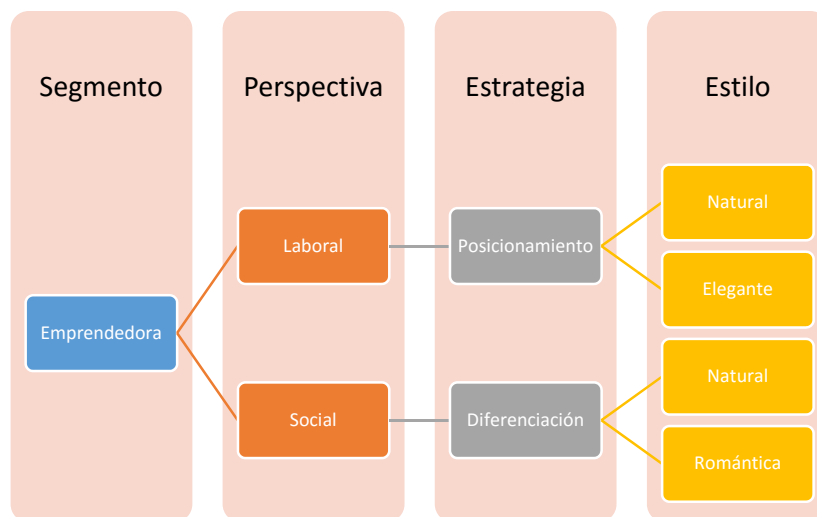 Segmento
Perspectiva
Estrategia
Estilo
Emprendedora
Laboral
Social
Posicionamiento
Diferenciación
Natural
Elegante
Natural
Romántica